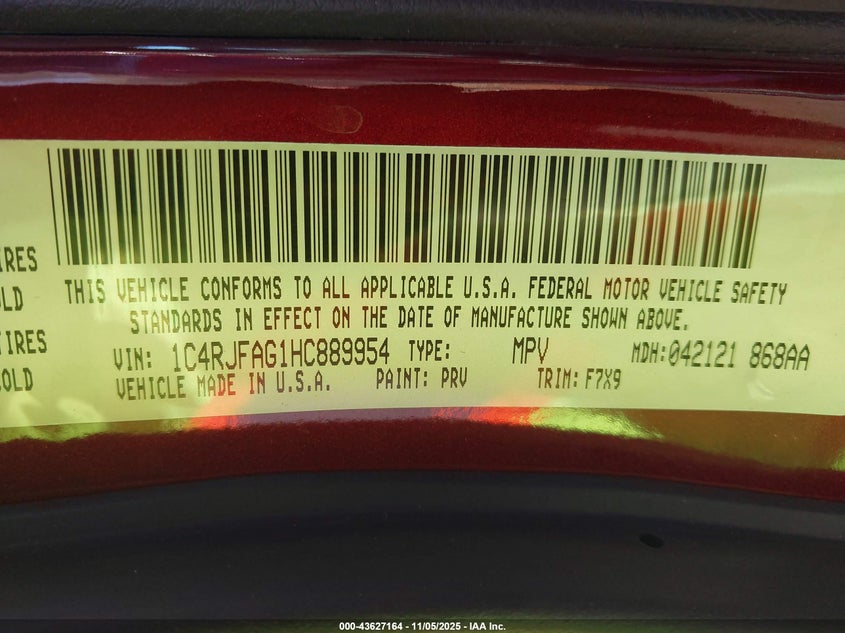 IRES
OLD
IRES
COLD
THIS VEHICLE CONFORMS TO ALL APPLICABLE U.S.A. FEDERAL MOTOR VEHICLE SAFETY
STANDARDS IN EFFECT ON THE DATE OF MANUFACTURE SHOWN ABOVE.
VIN: 1C4RJFAG1HC889954 TYPE: MPV MDH:042121 868AA
VEHICLE MADE IN U.S.A. PAINT: PRV TRIM: F7X9
000-43627164 - 11/05/2025 - IAA Inc.